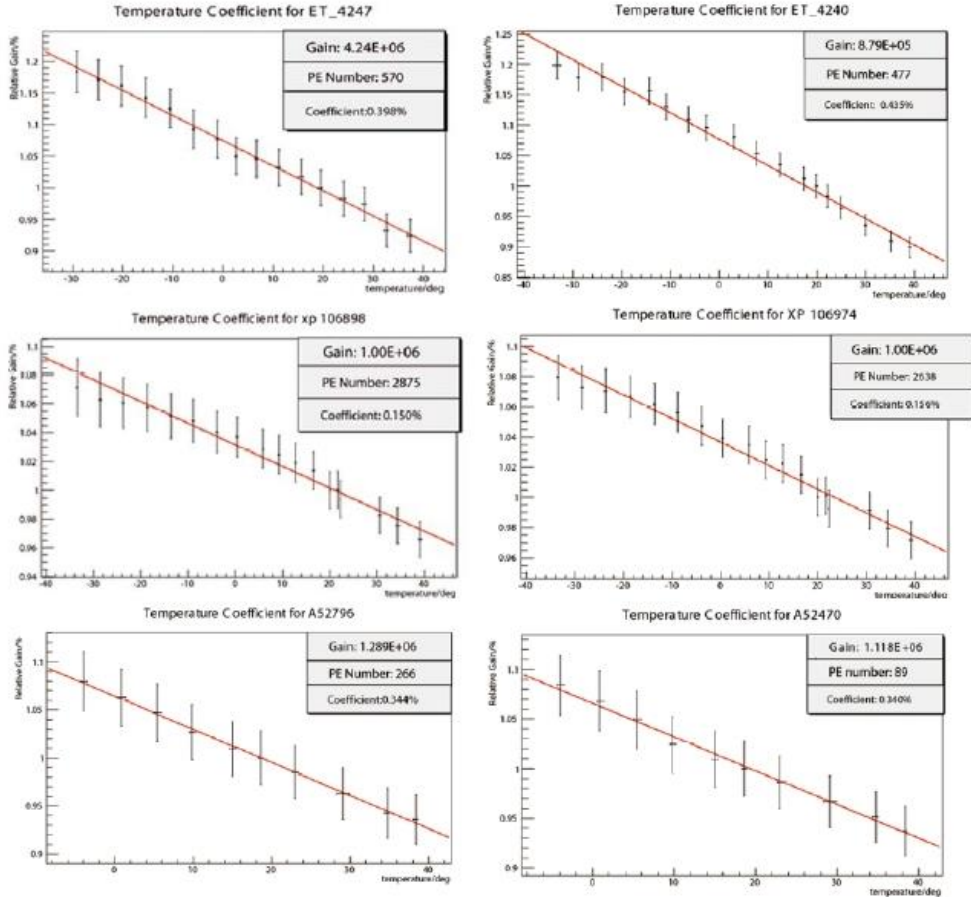 Temperature Coefficient for ET_4247
Relative Gain/%
Gain: 4.24E+06
PE Number: 570
Coefficient:0.398%
1.2
1.15
1.1
1.05
1
0.95
0.9
-30
-20
-10
0
10
20
30
40
temperature/deg
Temperature Coefficient for ET_4240
Relative Gain/%
Gain: 8.79E+05
PE Number: 477
Coefficient: 0.435%
1.25
1.2
1.15
1.1
1.05
1
0.95
0.9
0.85
-40
-30
-20
-10
0
10
20
30
40
temperature/deg
Temperature Coefficient for xp 106898
Relative Gain/%
Gain: 1.00E+06
PE Number: 2875
Coefficient: 0.150%
1.1
1.08
1.06
1.04
1.02
1
0.98
0.96
0.94
-40
-30
-20
-10
0
10
20
30
40
temperature/deg
Temperature Coefficient for XP 106974
Relative Gain/%
Gain: 1.00E+06
PE Number: 2638
Coefficient: 0.156%
1.1
1.08
1.06
1.04
1.02
1
0.98
0.96
-40
-30
-20
-10
0
10
20
30
40
temperature/deg
Temperature Coefficient for A52796
Relative Gain/%
Gain: 1.289E+06
PE Number: 266
Coefficient:0.344%
1.1
1.05
1
0.95
0.9
0
10
20
30
40
temperature/deg
Temperature Coefficient for A52470
Relative Gain/%
Gain: 1.118E+06
PE number: 89
Coefficient: 0.340%
1.1
1.05
1
0.95
0.9
0
10
20
30
40
temperature/deg